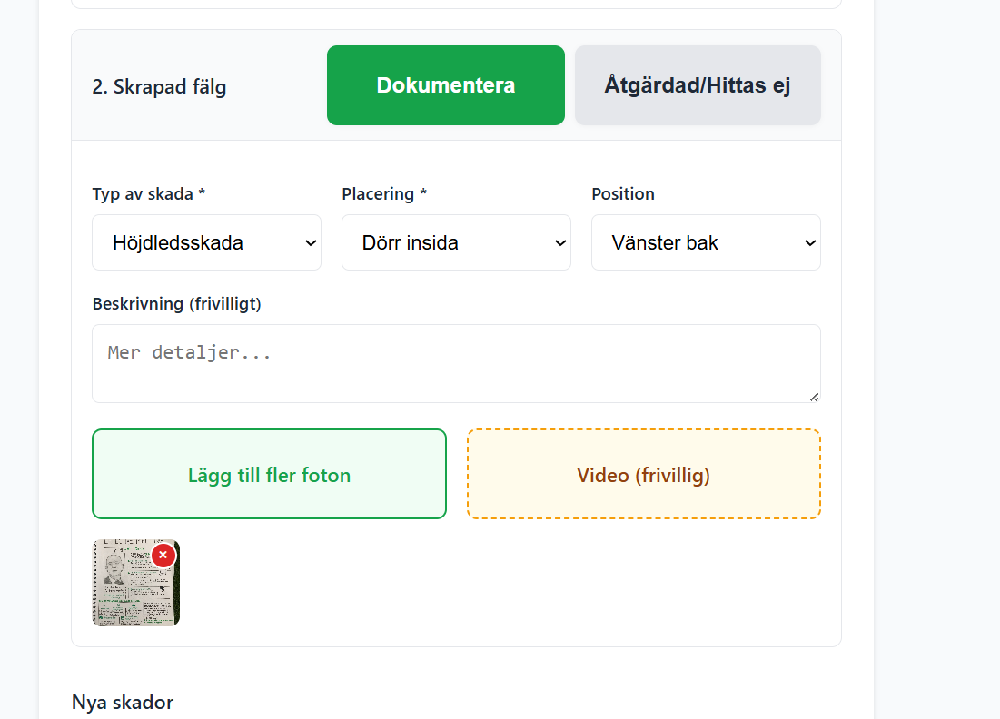 2. Skrapad fälg
Dokumentera
Åtgärdad/Hittas ej
Typ av skada *
Placering *
Position
Höjdledsskada
Dörr insida
Vänster bak
Beskrivning (frivilligt)
Mer detaljer...
Lägg till fler foton
Video (frivillig)
Nya skador